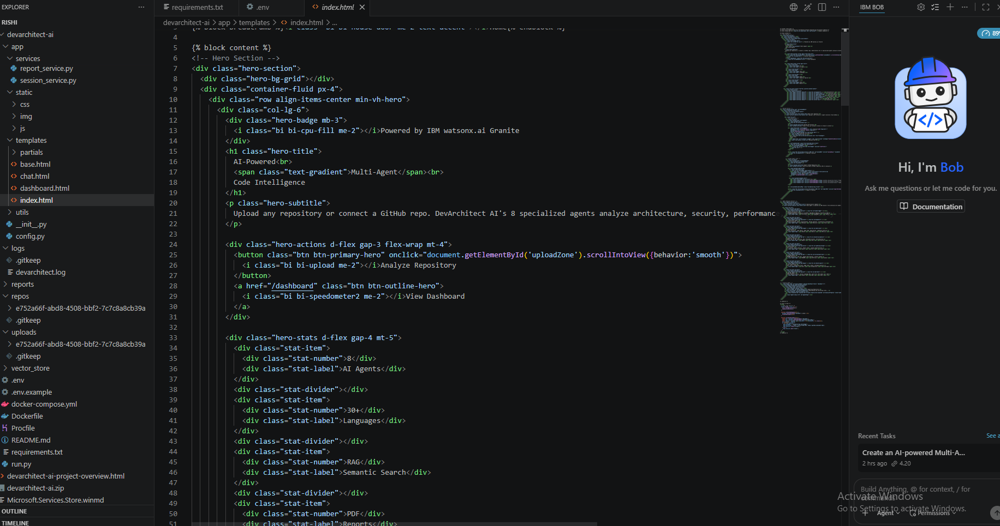 EXPLORER
RISHI
devarchitect-ai
app
services
report_service.py
session_service.py
static
css
img
js
templates
partials
base.html
chat.html
dashboard.html
index.html
utils
__init__.py
config.py
logs
.gitkeep
devarchitect.log
reports
repos
e752a66f-abd8-4508-bbf2-7c7c8a8cb39a
.gitkeep
uploads
e752a66f-abd8-4508-bbf2-7c7c8a8cb39a
.gitkeep
vector_store
.env
.env.example
docker-compose.yml
Dockerfile
Procfile
README.md
requirements.txt
run.py
devarchitect-ai-project-overview.html
devarchitect-ai.zip
Microsoft.Services.Store.winmd
OUTLINE
TIMELINE
requirements.txt
.env
index.html
devarchitect-ai > app > templates > index.html > ...
4
5 {% block content %}
6 <!-- Hero Section -->
7 <div class="hero-section">
8 <div class="hero-bg-grid"></div>
9 <div class="container-fluid px-4">
10 <div class="row align-items-center min-vh-hero">
11 <div class="col-lg-6">
12 <div class="hero-badge mb-3">
13 <i class="bi bi-cpu-fill me-2"></i>Powered by IBM watsonx.ai Granite
14 </div>
15 <h1 class="hero-title">
16 AI-Powered<br>
17 <span class="text-gradient">Multi-Agent</span><br>
18 Code Intelligence
19 </h1>
20 <p class="hero-subtitle">
21 Upload any repository or connect a GitHub repo. DevArchitect AI's 8 specialized agents analyze architecture, security, performance
22 </p>
23
24 <div class="hero-actions d-flex gap-3 flex-wrap mt-4">
25 <button class="btn btn-primary-hero" onclick="document.getElementById('uploadZone').scrollIntoView({behavior:'smooth'})">
26 <i class="bi bi-upload me-2"></i>Analyze Repository
27 </button>
28 <a href="/dashboard" class="btn btn-outline-hero">
29 <i class="bi bi-speedometer2 me-2"></i>View Dashboard
30 </a>
31 </div>
32
33 <div class="hero-stats d-flex gap-4 mt-5">
34 <div class="stat-item">
35 <div class="stat-number">8</div>
36 <div class="stat-label">AI Agents</div>
37 </div>
38 <div class="stat-divider"></div>
39 <div class="stat-item">
40 <div class="stat-number">30+</div>
41 <div class="stat-label">Languages</div>
42 </div>
43 <div class="stat-divider"></div>
44 <div class="stat-item">
45 <div class="stat-number">RAG</div>
46 <div class="stat-label">Semantic Search</div>
47 </div>
48 <div class="stat-divider"></div>
49 <div class="stat-item">
50 <div class="stat-number">PDF</div>
51 <div class="stat-label">Reports</div>
IBM BOB
89%
</>
Hi, I'm Bob
Ask me questions or let me code for you.
Documentation
Recent Tasks
See
Create an AI-powered Multi-A...
2 hrs ago 4.20
Build Anything, @ for context, / for
commands
Activate Windows
Go to Settings to activate Windows.
Agent
Permissions